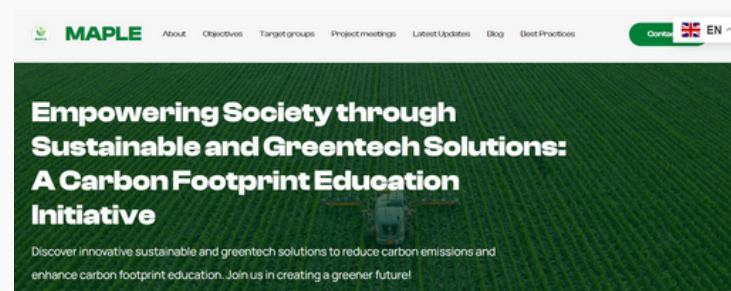 MAPLE About Objectives Target groups Project meetings Latest Updates Blog Best Practices EN
Empowering Society through
Sustainable and Greentech Solutions:
A Carbon Footprint Education
Initiative
Discover innovative sustainable and greentech solutions to reduce carbon emissions and
enhance carbon footprint education. Join us in creating a greener future!